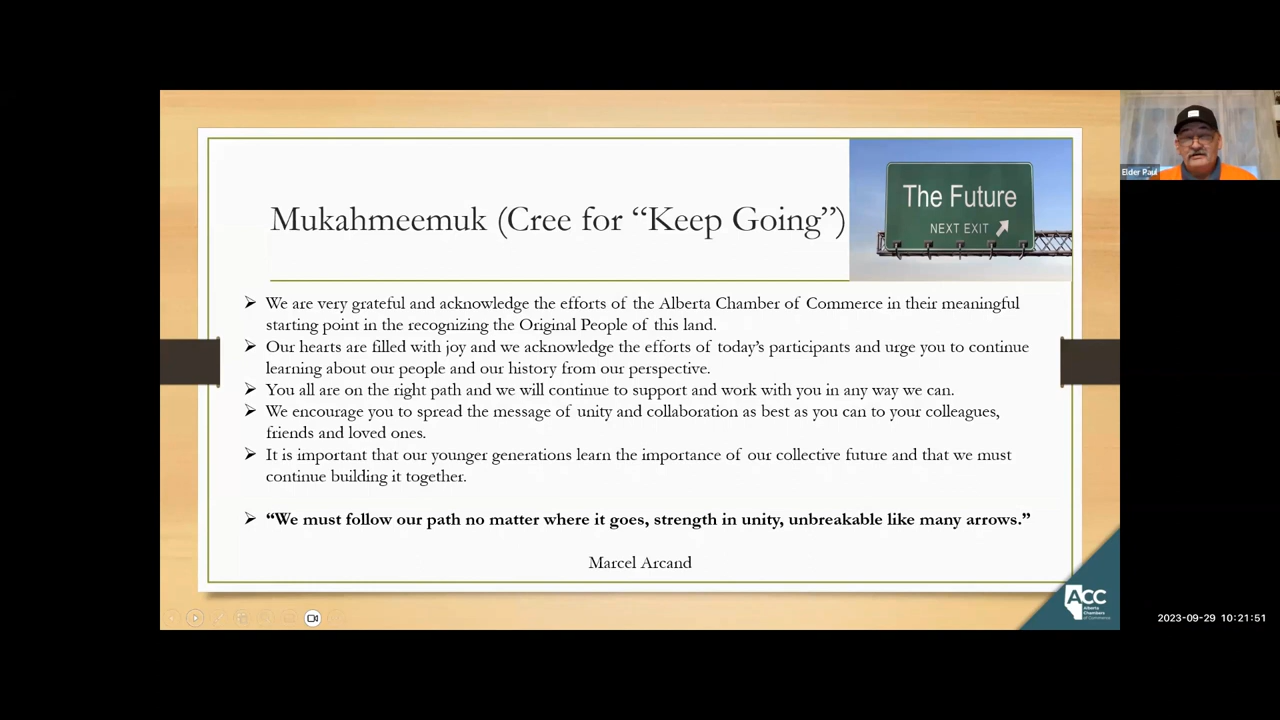 Mukahmeemuk (Cree for “Keep Going”)
The Future
NEXT EXIT
Elder Paul
We are very grateful and acknowledge the efforts of the Alberta Chamber of Commerce in their meaningful
starting point in the recognizing the Original People of this land.
Our hearts are filled with joy and we acknowledge the efforts of today’s participants and urge you to continue
learning about our people and our history from our perspective.
You all are on the right path and we will continue to support and work with you in any way we can.
We encourage you to spread the message of unity and collaboration as best as you can to your colleagues,
friends and loved ones.
It is important that our younger generations learn the importance of our collective future and that we must
continue building it together.
“We must follow our path no matter where it goes, strength in unity, unbreakable like many arrows.”
Marcel Arcand
ACC
Alberta
Chambers
of Commerce
2023-09-29 10:21:51